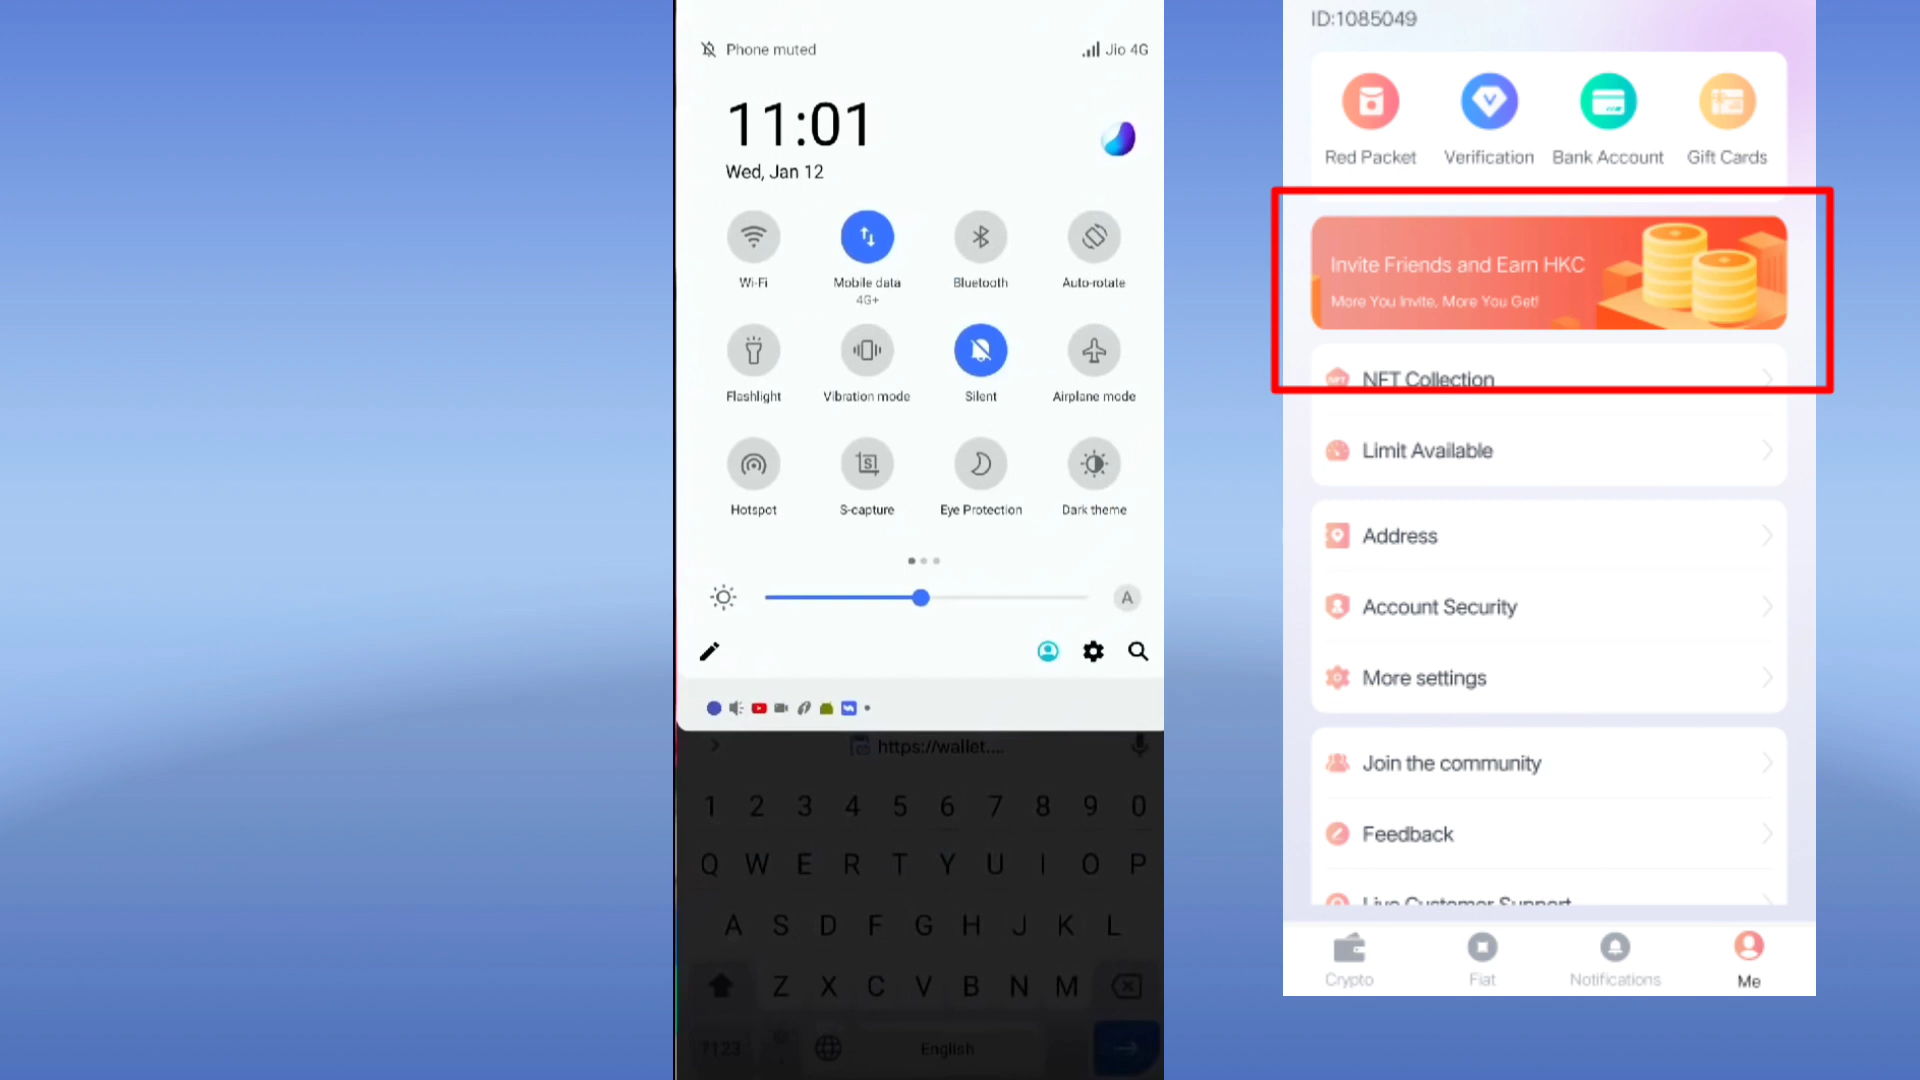 Phone muted
Jio 4G
11:01
Wed, Jan 12
Wi-Fi
Mobile data
4G+
Bluetooth
Auto-rotate
Flashlight
Vibration mode
Silent
Airplane mode
Hotspot
S-capture
Eye Protection
Dark theme
A
https://wallet....
1 2 3 4 5 6 7 8 9 0
Q W E R T Y U I O P
A S D F G H J K L
Z X C V B N M
?123
English
ID:1085049
Red Packet
Verification
Bank Account
Gift Cards
Invite Friends and Earn HKC
More You Invite, More You Get!
NFT Collection
Limit Available
Address
Account Security
More settings
Join the community
Feedback
Live Customer Support
Crypto
Fiat
Notifications
Me